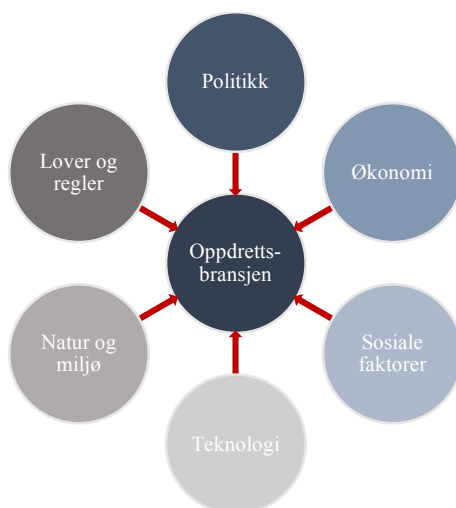 Politikk
Lover og
regler
Økonomi
Oppdretts-
bransjen
Natur og
miljø
Sosiale
faktorer
Teknologi